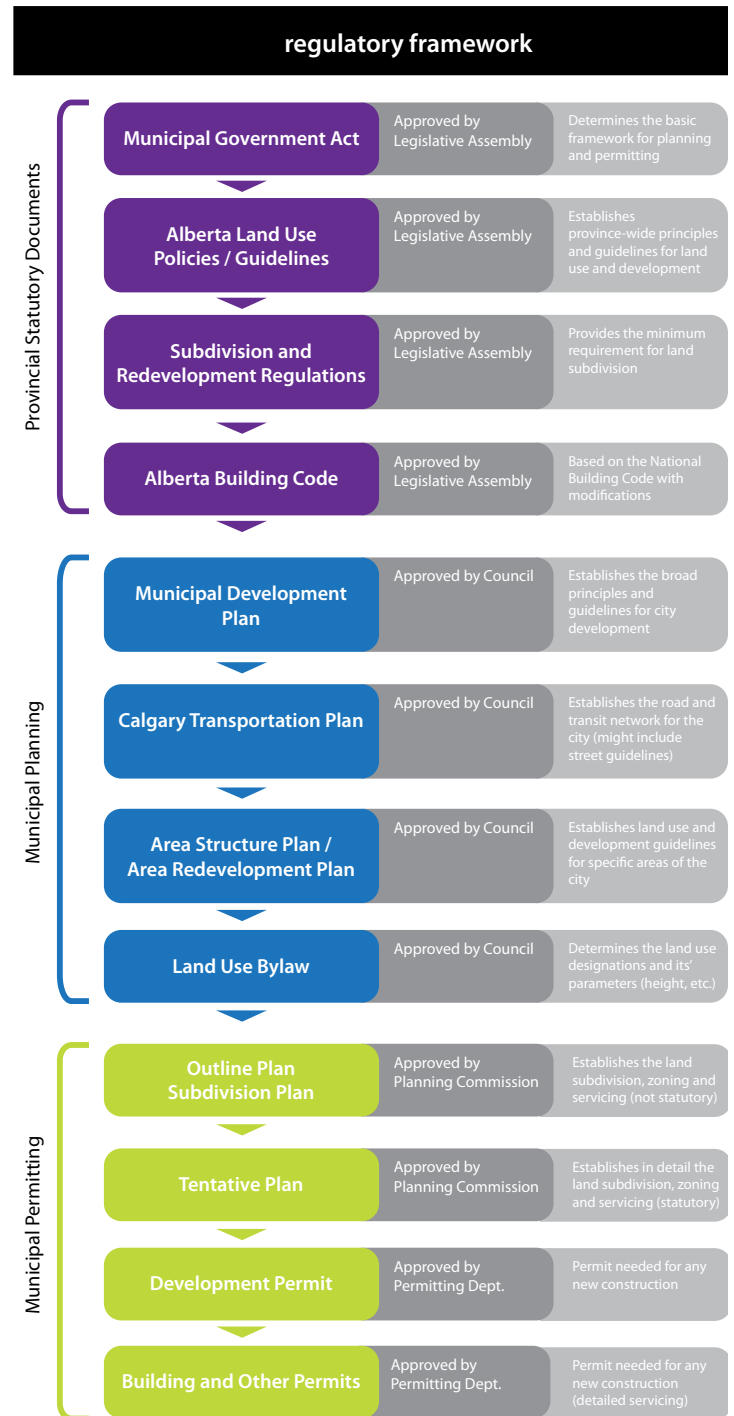 regulatory framework
Provincial Statutory Documents
Municipal Government Act
Approved by
Legislative Assembly
Determines the basic
framework for planning
and permitting
Alberta Land Use
Policies / Guidelines
Approved by
Legislative Assembly
Establishes
province-wide principles
and guidelines for land
use and development
Subdivision and
Redevelopment Regulations
Approved by
Legislative Assembly
Provides the minimum
requirement for land
subdivision
Alberta Building Code
Approved by
Legislative Assembly
Based on the National
Building Code with
modifications
Municipal Planning
Municipal Development
Plan
Approved by Council
Establishes the broad
principles and
guidelines for city
development
Calgary Transportation Plan
Approved by Council
Establishes the road and
transit network for the
city (might include
street guidelines)
Area Structure Plan /
Area Redevelopment Plan
Approved by Council
Establishes land use and
development guidelines
for specific areas of the
city
Land Use Bylaw
Approved by Council
Determines the land use
designations and its’
parameters (height, etc.)
Municipal Permitting
Outline Plan
Subdivision Plan
Approved by
Planning Commission
Establishes the land
subdivision, zoning and
servicing (not statutory)
Tentative Plan
Approved by
Planning Commission
Establishes in detail the
land subdivision, zoning
and servicing (statutory)
Development Permit
Approved by
Permitting Dept.
Permit needed for any
new construction
Building and Other Permits
Approved by
Permitting Dept.
Permit needed for any
new construction
(detailed servicing)